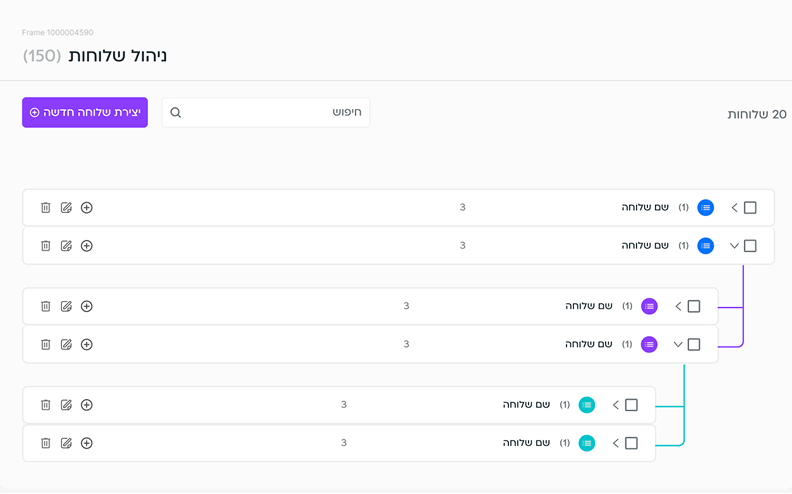 Frame 1000004590
ניהול שלוחות (150)
20 שלוחות
חיפוש
יצירת שלוחה חדשה
(1) שם שלוחה 3
(1) שם שלוחה 3
(1) שם שלוחה 3
(1) שם שלוחה 3
(1) שם שלוחה 3
(1) שם שלוחה 3